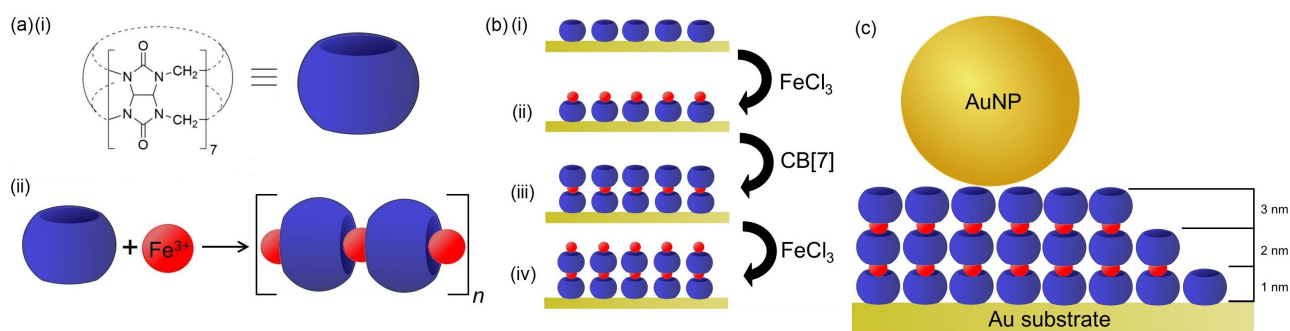 (a)(i)
O
N
N
CH₂
N
N
CH₂
O
7
(ii)
+
Fe³⁺
n
(b) (i)
FeCl₃
(ii)
CB[7]
(iii)
FeCl₃
(iv)
(c)
AuNP
3 nm
2 nm
1 nm
Au substrate